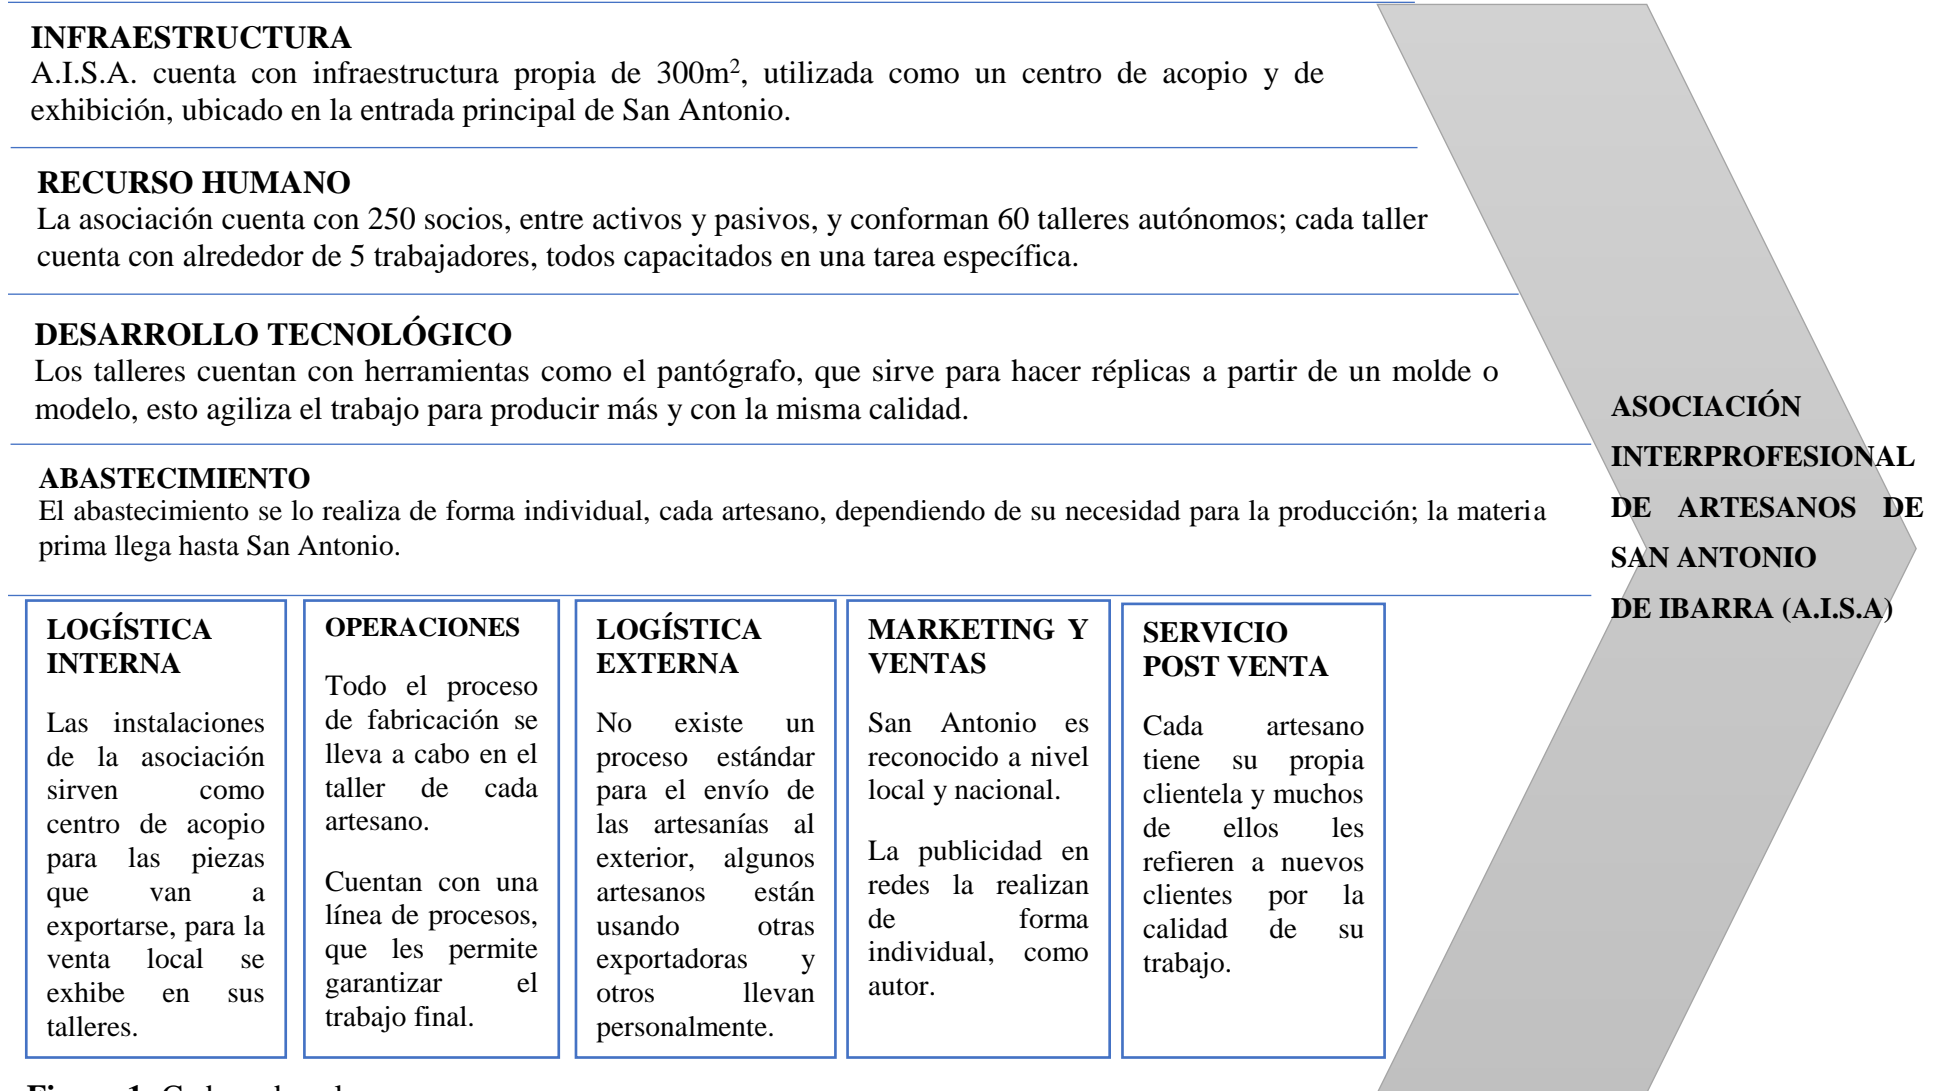 INFRAESTRUCTURA
A.I.S.A. cuenta con infraestructura propia de 300m², utilizada como un centro de acopio y de
exhibición, ubicado en la entrada principal de San Antonio.
RECURSO HUMANO
La asociación cuenta con 250 socios, entre activos y pasivos, y conforman 60 talleres autónomos; cada taller
cuenta con alrededor de 5 trabajadores, todos capacitados en una tarea específica.
DESARROLLO TECNOLÓGICO
Los talleres cuentan con herramientas como el pantógrafo, que sirve para hacer réplicas a partir de un molde o
modelo, esto agiliza el trabajo para producir más y con la misma calidad.
ABASTECIMIENTO
El abastecimiento se lo realiza de forma individual, cada artesano, dependiendo de su necesidad para la producción; la materia
prima llega hasta San Antonio.
LOGÍSTICA
INTERNA
Las instalaciones
de la asociación
sirven como
centro de acopio
para las piezas
que van a
exportarse, para la
venta local se
exhibe en sus
talleres.
OPERACIONES
Todo el proceso
de fabricación se
lleva a cabo en el
taller de cada
artesano.
Cuentan con una
línea de procesos,
que les permite
garantizar el
trabajo final.
LOGÍSTICA
EXTERNA
No existe un
proceso estándar
para el envío de
las artesanías al
exterior, algunos
artesanos están
usando otras
exportadoras y
otros llevan
personalmente.
MARKETING Y
VENTAS
San Antonio es
reconocido a nivel
local y nacional.
La publicidad en
redes la realizan
de forma
individual, como
autor.
SERVICIO
POST VENTA
Cada artesano
tiene su propia
clientela y muchos
de ellos les
refieren a nuevos
clientes por la
calidad de su
trabajo.
ASOCIACIÓN
INTERPROFESIONAL
DE ARTESANOS DE
SAN ANTONIO
DE IBARRA (A.I.S.A)